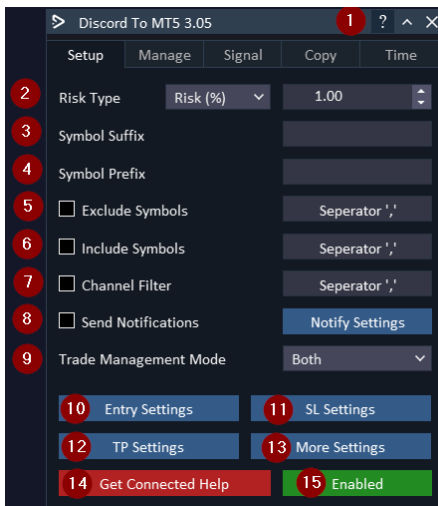 Discord To MT5 3.05 1 ? ^ X
Setup Manage Signal Copy Time
2 Risk Type Risk (%) 1.00
3 Symbol Suffix
4 Symbol Prefix
5 Exclude Symbols Seperator ','
6 Include Symbols Seperator ','
7 Channel Filter Seperator ','
8 Send Notifications Notify Settings
9 Trade Management Mode Both
10 Entry Settings 11 SL Settings
12 TP Settings 13 More Settings
14 Get Connected Help 15 Enabled